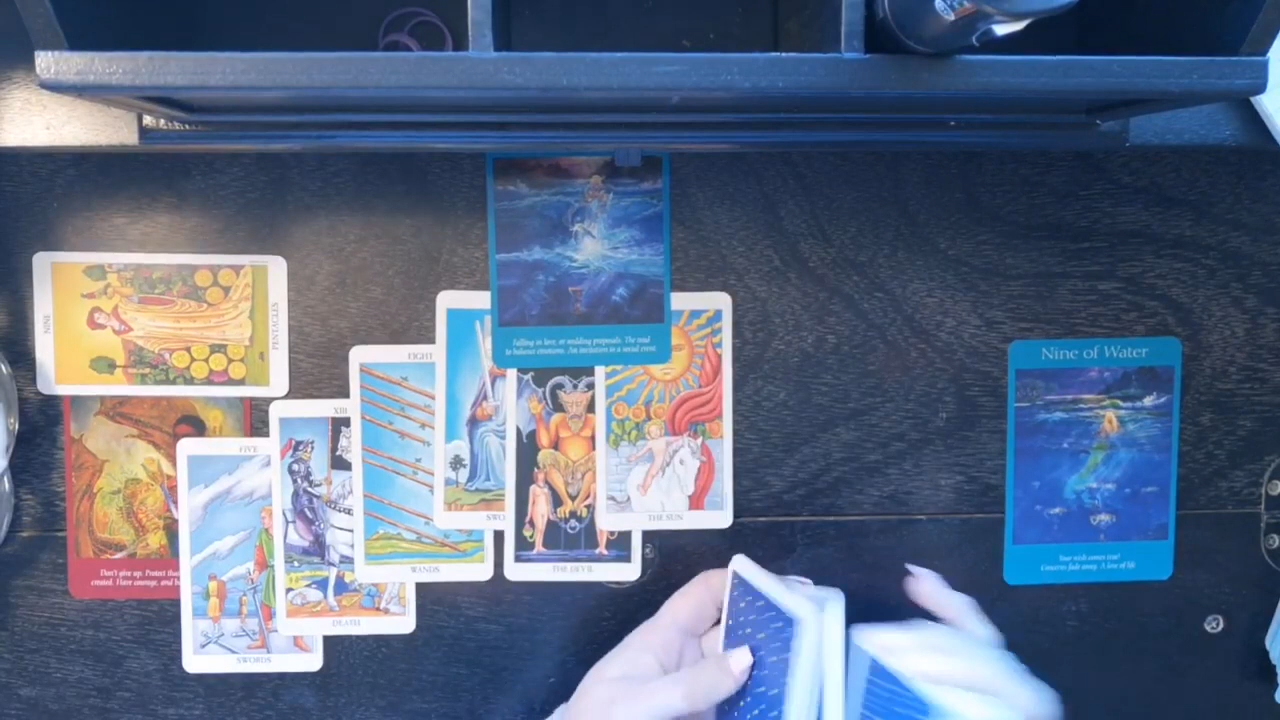 NINE
PENTACLES
Don't give up. Protect
created. Have courage, and
FIVE
SWORDS
XIII
DEATH
EIGHT
WANDS
SWO
Falling in love, or wedding proposals. The need
to balance emotions. An invitation to a social event.
THE DEVIL
THE SUN
Nine of Water
Your wish comes true!
Concerns fade away. A love of life